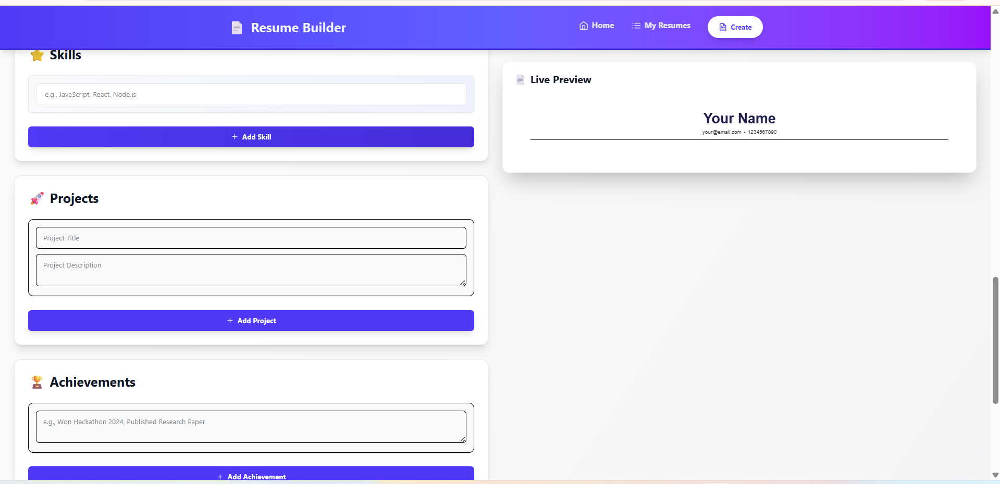 Resume Builder
Home
My Resumes
Create
Skills
e.g., JavaScript, React, Node.js
+ Add Skill
Projects
Project Title
Project Description
+ Add Project
Achievements
e.g., Won Hackathon 2024, Published Research Paper
+ Add Achievement
Live Preview
Your Name
your@email.com • 1234567890